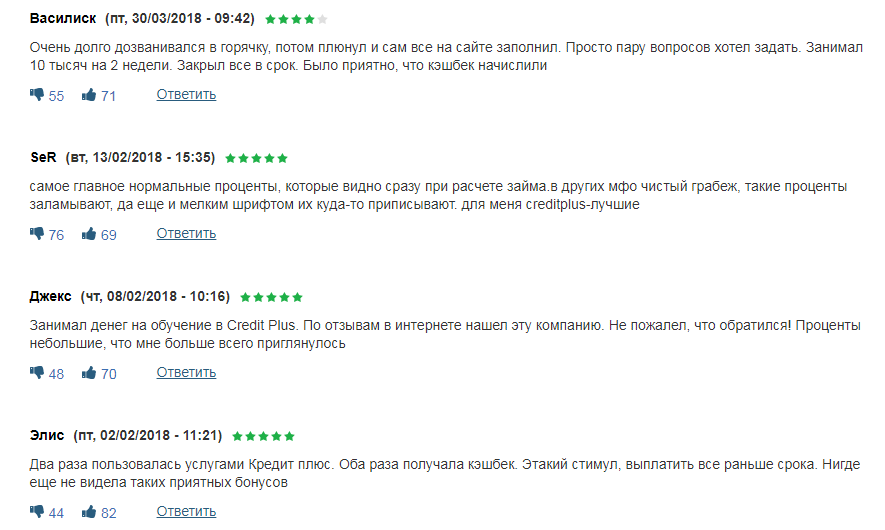 Василиск (пт, 30/03/2018 - 09:42)
Очень долго дозванивался в горячку, потом плюнул и сам все на сайте заполнил. Просто пару вопросов хотел задать. Занимал
10 тысяч на 2 недели. Закрыл все в срок. Было приятно, что кэшбек начислили
55 71 Ответить
SeR (вт, 13/02/2018 - 15:35)
самое главное нормальные проценты, которые видно сразу при расчете займа.в других мфо чистый грабеж, такие проценты
заламывают, да еще и мелким шрифтом их куда-то приписывают. для меня creditplus-лучшие
76 69 Ответить
Джекс (чт, 08/02/2018 - 10:16)
Занимал денег на обучение в Credit Plus. По отзывам в интернете нашел эту компанию. Не пожалел, что обратился! Проценты
небольшие, что мне больше всего приглянулось
48 70 Ответить
Элис (пт, 02/02/2018 - 11:21)
Два раза пользовалась услугами Кредит плюс. Оба раза получала кэшбек. Этакий стимул, выплатить все раньше срока. Нигде
еще не видела таких приятных бонусов
44 82 Ответить